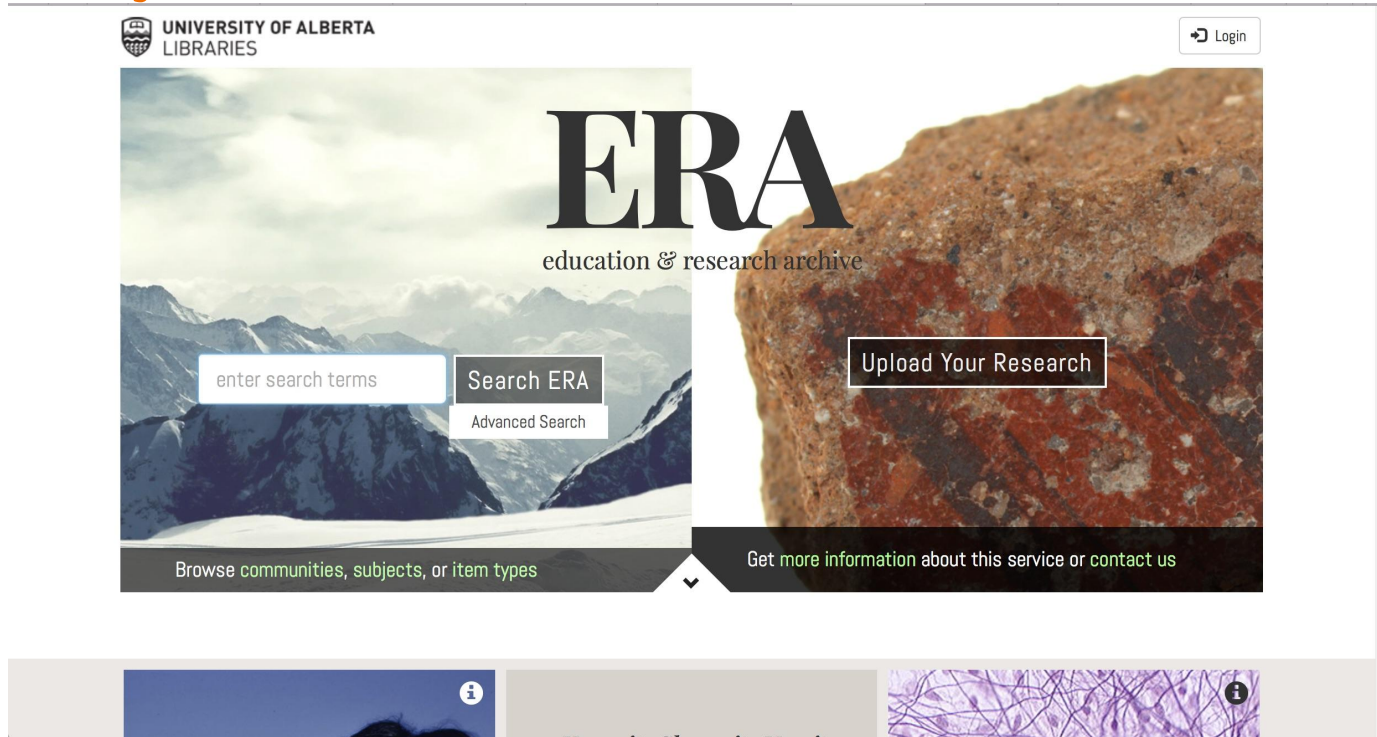 UNIVERSITY OF ALBERTA
LIBRARIES
Login
ERA
education & research archive
enter search terms
Search ERA
Advanced Search
Upload Your Research
Browse communities, subjects, or item types
Get more information about this service or contact us